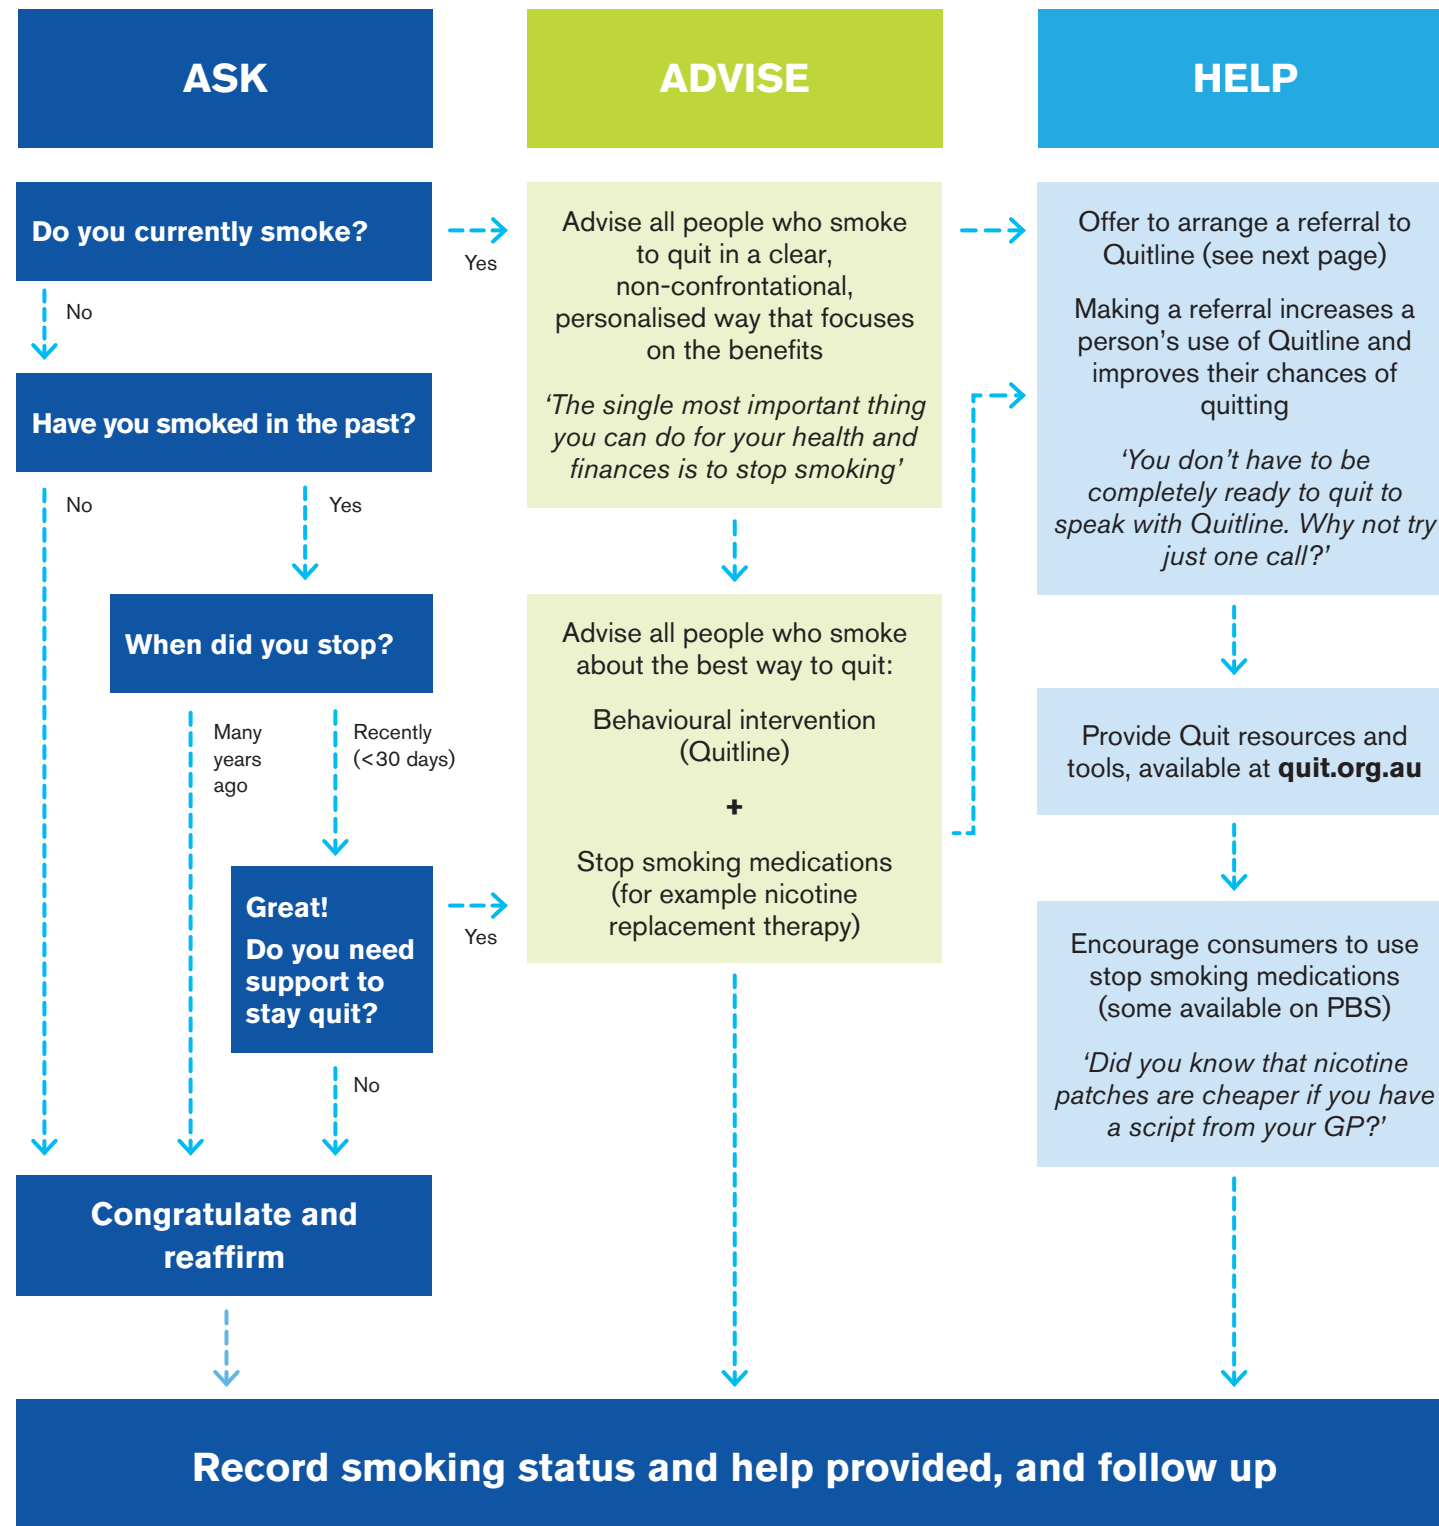 ASK
Do you currently smoke?
Yes
No
Have you smoked in the past?
No
Yes
When did you stop?
Many
years
ago
Recently
(<30 days)
Great!
Do you need
support to
stay quit?
Yes
No
Congratulate and
reaffirm
ADVISE
Advise all people who smoke
to quit in a clear,
non-confrontational,
personalised way that focuses
on the benefits
‘The single most important thing
you can do for your health and
finances is to stop smoking’
Advise all people who smoke
about the best way to quit:
Behavioural intervention
(Quitline)
+
Stop smoking medications
(for example nicotine
replacement therapy)
HELP
Offer to arrange a referral to
Quitline (see next page)
Making a referral increases a
person’s use of Quitline and
improves their chances of
quitting
‘You don’t have to be
completely ready to quit to
speak with Quitline. Why not try
just one call?’
Provide Quit resources and
tools, available at quit.org.au
Encourage consumers to use
stop smoking medications
(some available on PBS)
‘Did you know that nicotine
patches are cheaper if you have
a script from your GP?’
Record smoking status and help provided, and follow up